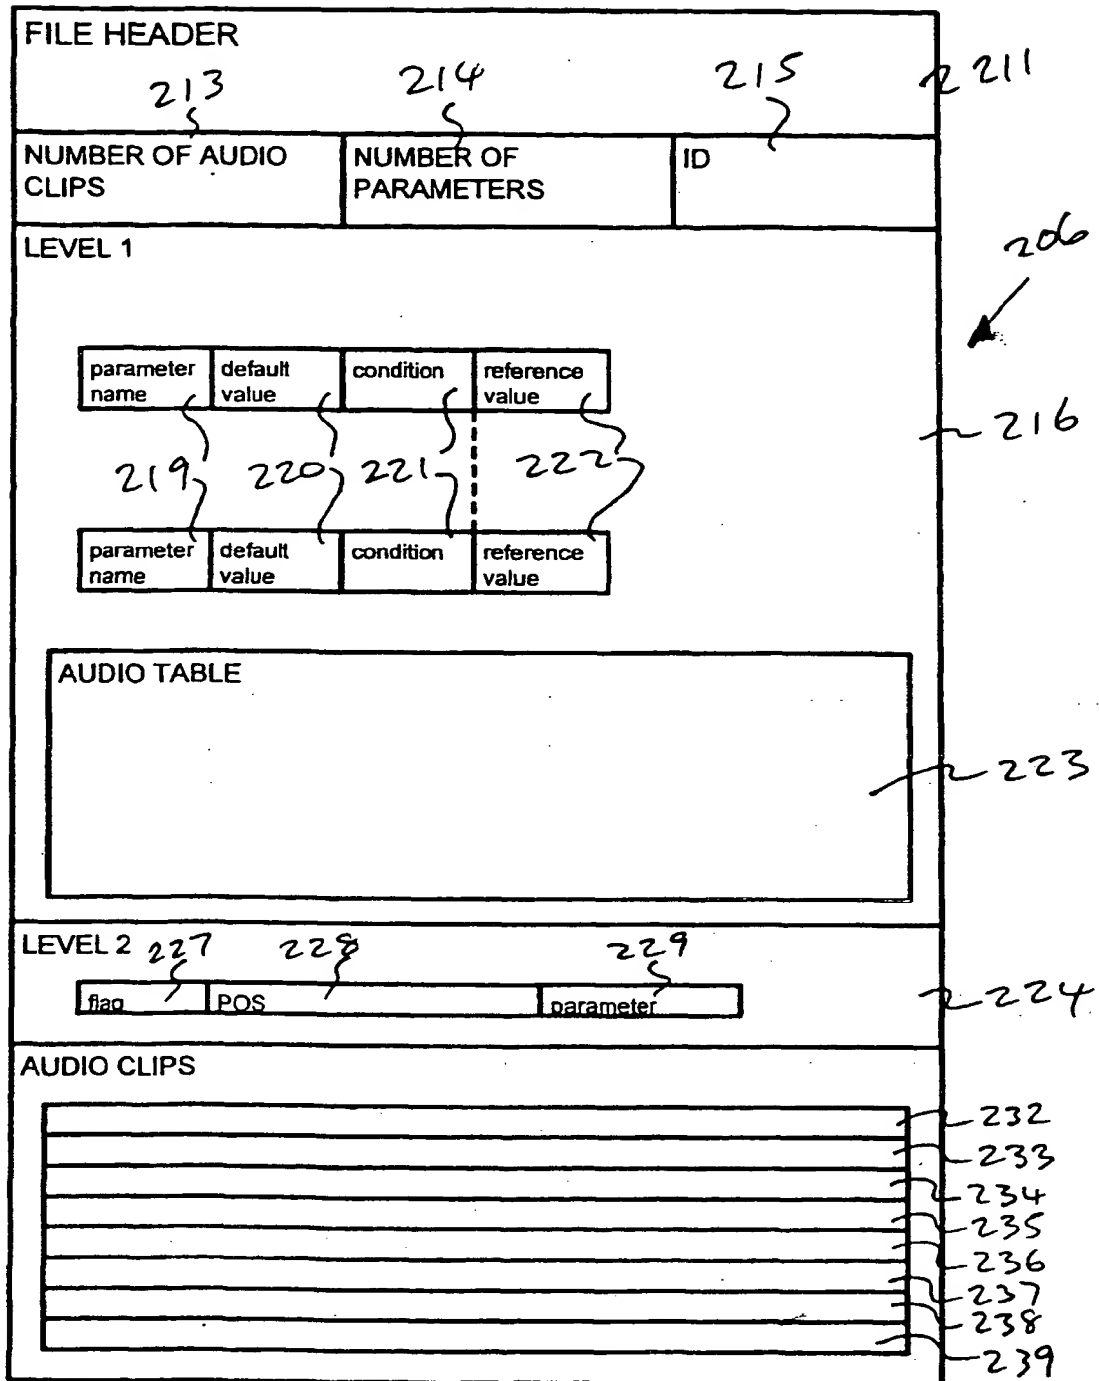 FILE HEADER
213 214 215 211
NUMBER OF AUDIO CLIPS
NUMBER OF PARAMETERS
ID
LEVEL 1
206
parameter name
default value
condition
reference value
216
219 220 221 222
parameter name
default value
condition
reference value
AUDIO TABLE
223
LEVEL 2 227 228 229
flag POS parameter
224
AUDIO CLIPS
232
233
234
235
236
237
238
239